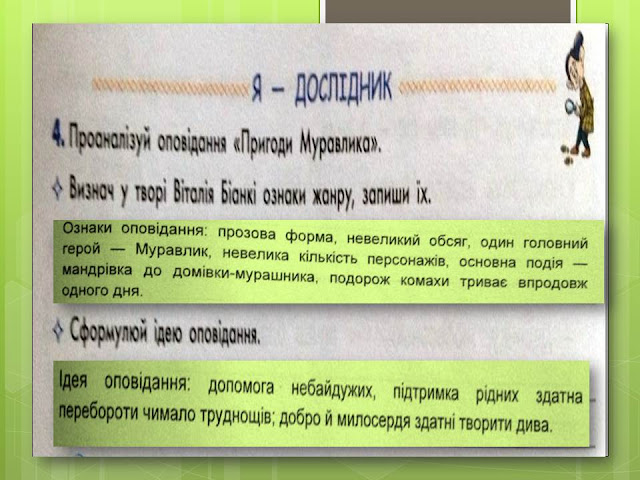 Я – ДОСЛІДНИК
4. Проаналізуй оповідання «Пригоди Муравлика».
Визнач у творі Віталія Біанкі ознаки жанру, запиши їх.
Ознаки оповідання: прозова форма, невеликий обсяг, один головний
герой — Муравлик, невелика кількість персонажів, основна подія —
мандрівка до домівки-мурашника, подорож комахи триває впродовж
одного дня.
Сформулюй ідею оповідання.
Ідея оповідання: допомога небайдужих, підтримка рідних здатна
перебороти чимало труднощів; добро й милосердя здатні творити дива.